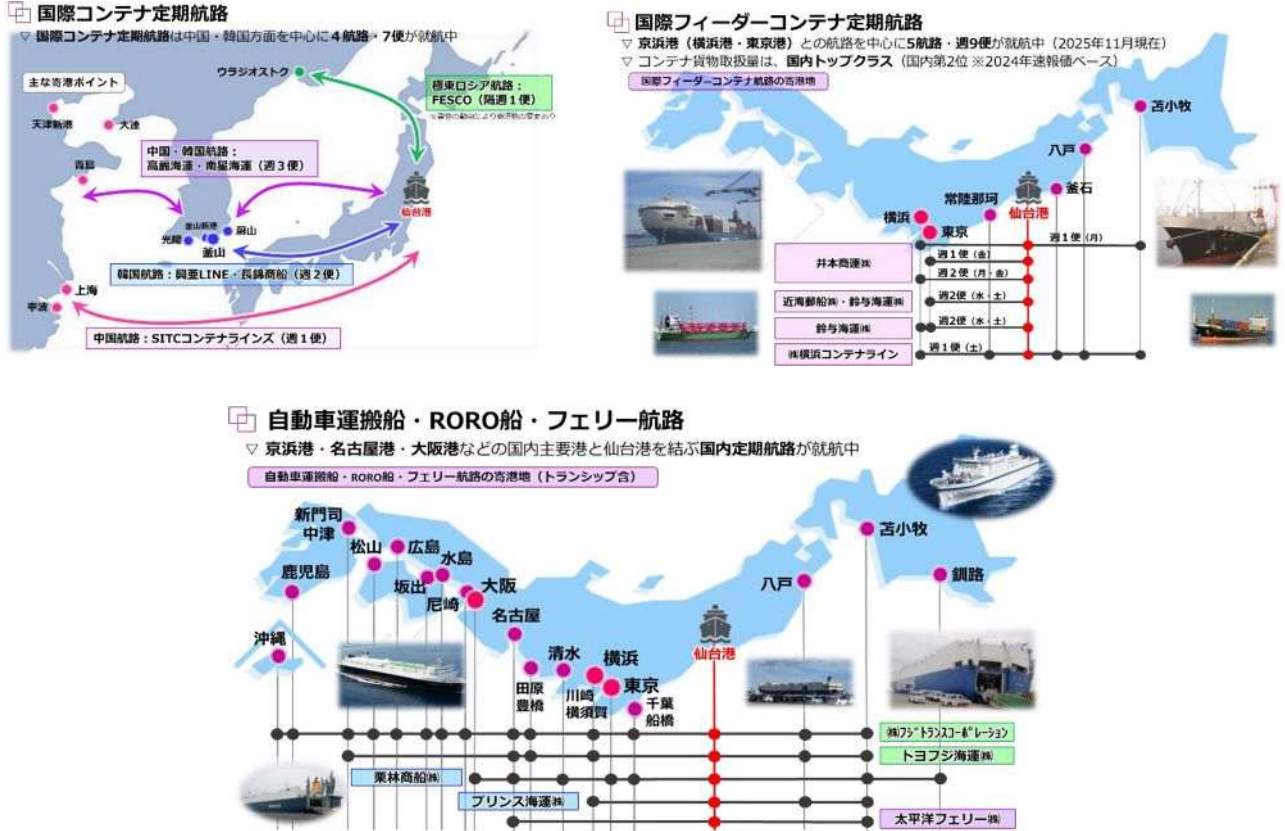 国際コンテナ定期航路
▽ 国際コンテナ定期航路は中国・韓国方面を中心に4航路・7便が就航中
主な寄港ポイント
ウラジオストク
極東ロシア航路：
FESCO（隔週１便）
天津新港
大連
中国・韓国航路：
高麗海運・南星海運（週３便）
青島
仙台港
釜山新港
蔚山
光陽
釜山
韓国航路：興亜LINE・長錦商船（週２便）
上海
寧波
中国航路：SITCコンテナラインズ（週１便）
国際フィーダーコンテナ定期航路
▽ 京浜港（横浜港・東京港）との航路を中心に5航路・週9便が就航中（2025年11月現在）
▽ コンテナ貨物取扱量は、国内トップクラス（国内第2位 ※2024年速報値ベース）
国際フィーダーコンテナ航路の寄港地
苫小牧
八戸
釜石
常陸那珂
仙台港
横浜
東京
週１便（月）
井本商運㈱
週１便（金）
週２便（月・金）
近海郵船㈱・鈴与海運㈱
週2便（水・土）
鈴与海運㈱
週2便（水・土）
㈱横浜コンテナライン
週１便（土）
自動車運搬船・RORO船・フェリー航路
▽ 京浜港・名古屋港・大阪港などの国内主要港と仙台港を結ぶ国内定期航路が就航中
自動車運搬船・RORO船・フェリー航路の寄港地（トランシップ含）
新門司
中津
松山
広島
水島
鹿児島
坂出
尼崎
大阪
名古屋
沖縄
清水
横浜
田原
豊橋
川崎
横須賀
東京
千葉
船橋
仙台港
八戸
苫小牧
釧路
㈱フジトランスコーポレーション
トヨフジ海運㈱
栗林商船㈱
プリンス海運㈱
太平洋フェリー㈱